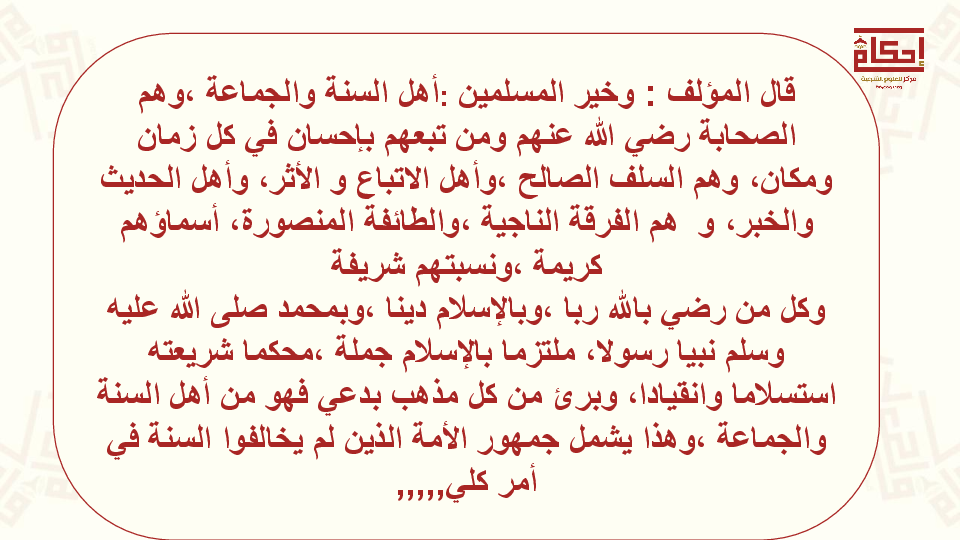 إحكام
مركز للعلوم الشرعية
قال المؤلف : وخير المسلمين :أهل السنة والجماعة ،وهم
الصحابة رضي الله عنهم ومن تبعهم بإحسان في كل زمان
ومكان، وهم السلف الصالح ،وأهل الاتباع و الأثر، وأهل الحديث
والخبر، و هم الفرقة الناجية ،والطائفة المنصورة، أسماؤهم
كريمة ،ونسبتهم شريفة
وكل من رضي بالله ربا ،وبالإسلام دينا ،وبمحمد صلى الله عليه
وسلم نبيا رسولا، ملتزما بالإسلام جملة ،محكما شريعته
استسلاما وانقيادا، وبرئ من كل مذهب بدعي فهو من أهل السنة
والجماعة ،وهذا يشمل جمهور الأمة الذين لم يخالفوا السنة في
أمر كلي,,,,,